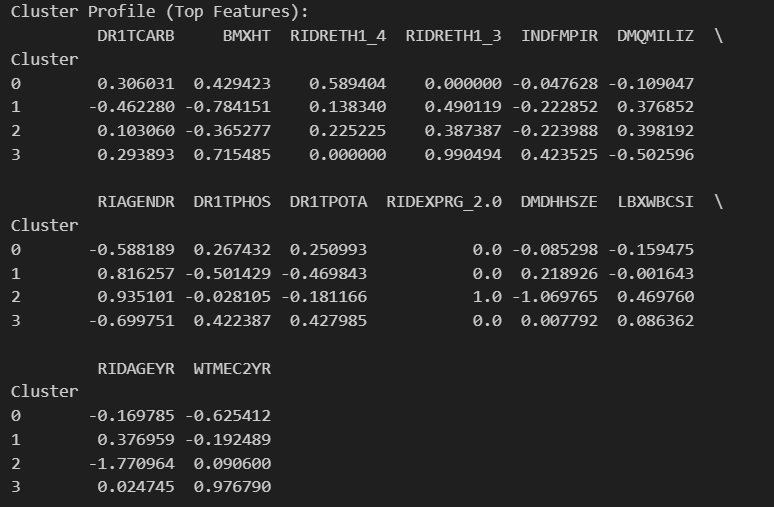 Cluster Profile (Top Features):
DR1TCARB BMXHT RIDRETH1_4 RIDRETH1_3 INDFMPIR DMQMILIZ \
Cluster
0 0.306031 0.429423 0.589404 0.000000 -0.047628 -0.109047
1 -0.462280 -0.784151 0.138340 0.490119 -0.222852 0.376852
2 0.103060 -0.365277 0.225225 0.387387 -0.223988 0.398192
3 0.293893 0.715485 0.000000 0.990494 0.423525 -0.502596
RIAGENDR DR1TPHOS DR1TPOTA RIDEXPRG_2.0 DMDHHSZE LBXWBCSI \
Cluster
0 -0.588189 0.267432 0.250993 0.0 -0.085298 -0.159475
1 0.816257 -0.501429 -0.469843 0.0 0.218926 -0.001643
2 0.935101 -0.028105 -0.181166 1.0 -1.069765 0.469760
3 -0.699751 0.422387 0.427985 0.0 0.007792 0.086362
RIDAGEYR WTMEC2YR
Cluster
0 -0.169785 -0.625412
1 0.376959 -0.192489
2 -1.770964 0.090600
3 0.024745 0.976790